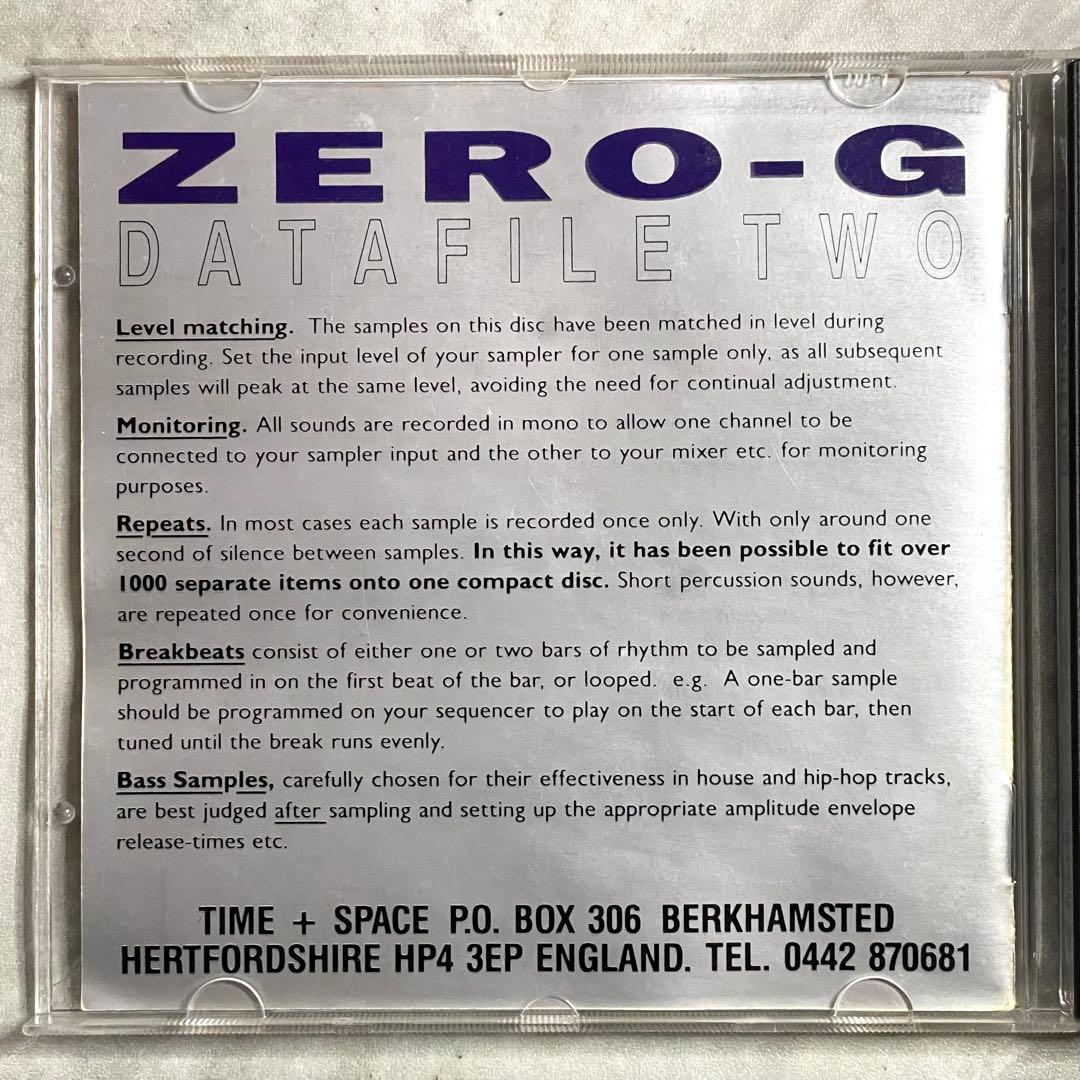 ZERO-G
DATAFILE TWO
Level matching. The samples on this disc have been matched in level during
recording. Set the input level of your sampler for one sample only, as all subsequent
samples will peak at the same level, avoiding the need for continual adjustment.
Monitoring. All sounds are recorded in mono to allow one channel to be
connected to your sampler input and the other to your mixer etc. for monitoring
purposes.
Repeats. In most cases each sample is recorded once only. With only around one
second of silence between samples. In this way, it has been possible to fit over
1000 separate items onto one compact disc. Short percussion sounds, however,
are repeated once for convenience.
Breakbeats consist of either one or two bars of rhythm to be sampled and
programmed in on the first beat of the bar, or looped. e.g. A one-bar sample
should be programmed on your sequencer to play on the start of each bar, then
tuned until the break runs evenly.
Bass Samples, carefully chosen for their effectiveness in house and hip-hop tracks,
are best judged after sampling and setting up the appropriate amplitude envelope
release-times etc.
TIME + SPACE P.O. BOX 306 BERKHAMSTED
HERTFORDSHIRE HP4 3EP ENGLAND. TEL. 0442 870681